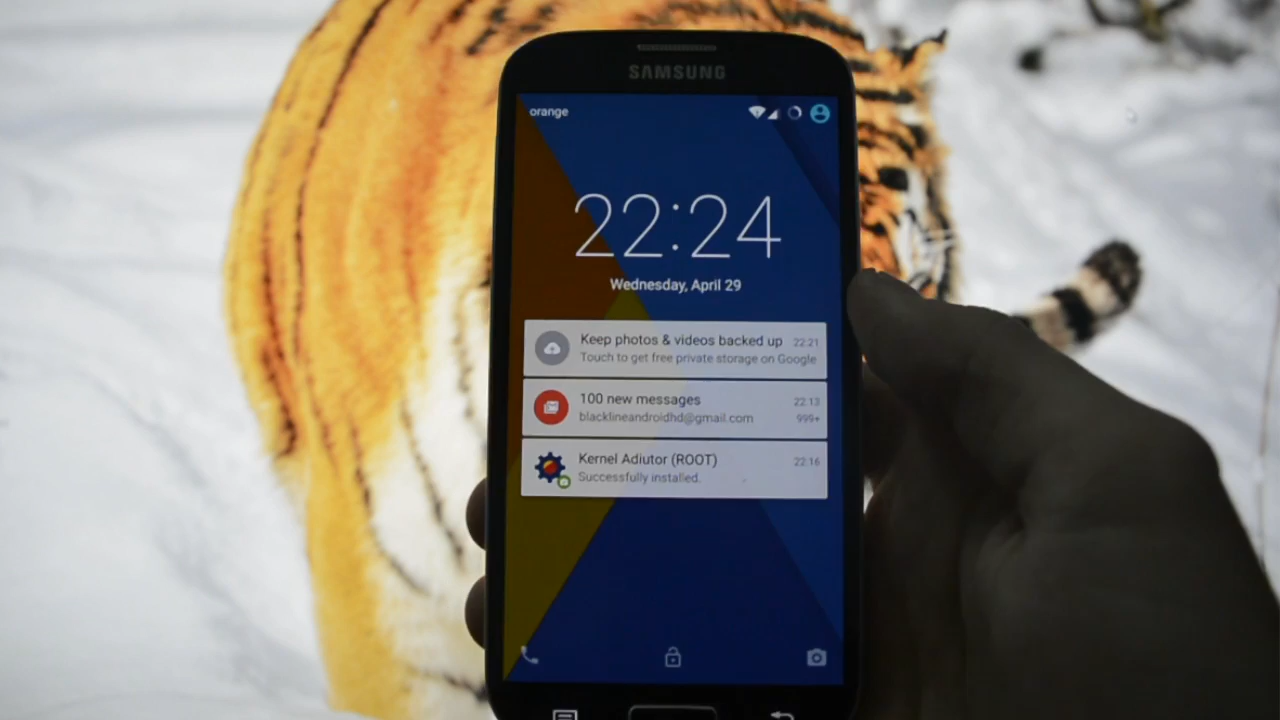 SAMSUNG
orange
22:24
Wednesday, April 29
Keep photos & videos backed up 22:21
Touch to get free private storage on Google
100 new messages 22:13
blacklineandroidhd@gmail.com 999+
Kernel Adiutor (ROOT) 22:16
Successfully installed.